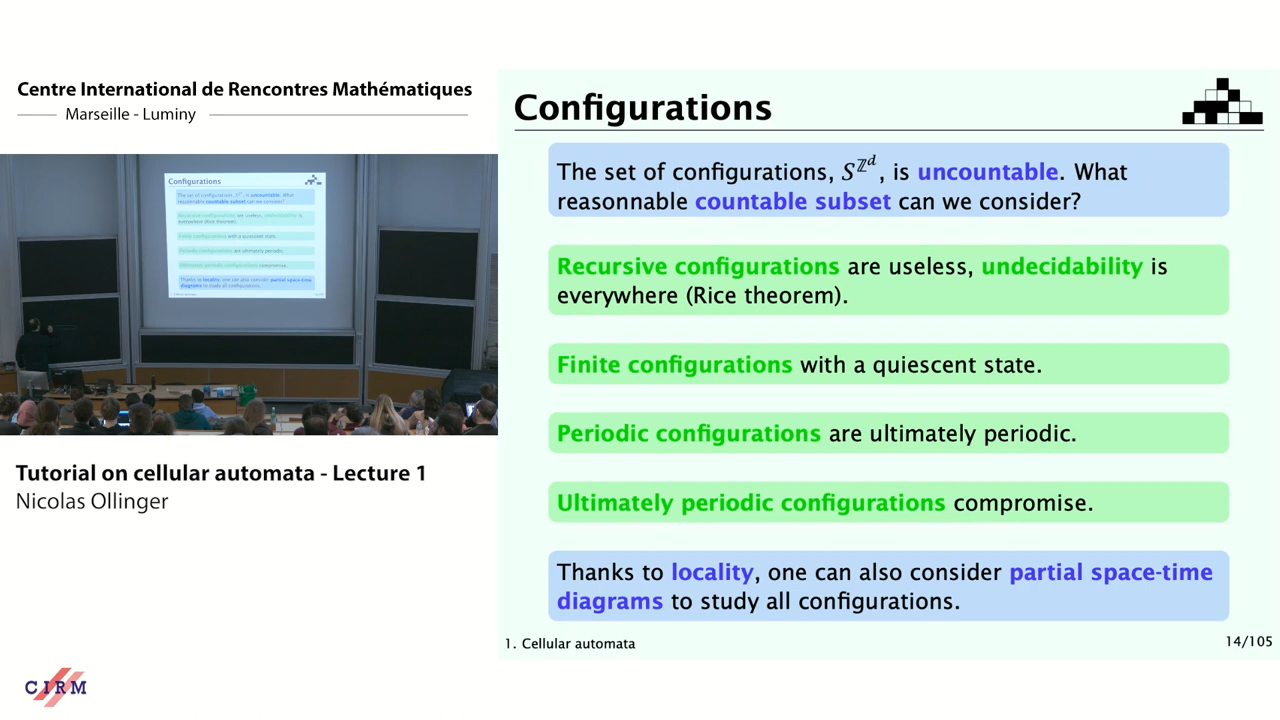 Centre International de Rencontres Mathématiques
Marseille - Luminy
Tutorial on cellular automata - Lecture 1
Nicolas Ollinger
CIRM
Configurations
The set of configurations, $S^{\mathbb{Z}^d}$, is uncountable. What
reasonnable countable subset can we consider?
Recursive configurations are useless, undecidability is
everywhere (Rice theorem).
Finite configurations with a quiescent state.
Periodic configurations are ultimately periodic.
Ultimately periodic configurations compromise.
Thanks to locality, one can also consider partial space-time
diagrams to study all configurations.
1. Cellular automata
14/105